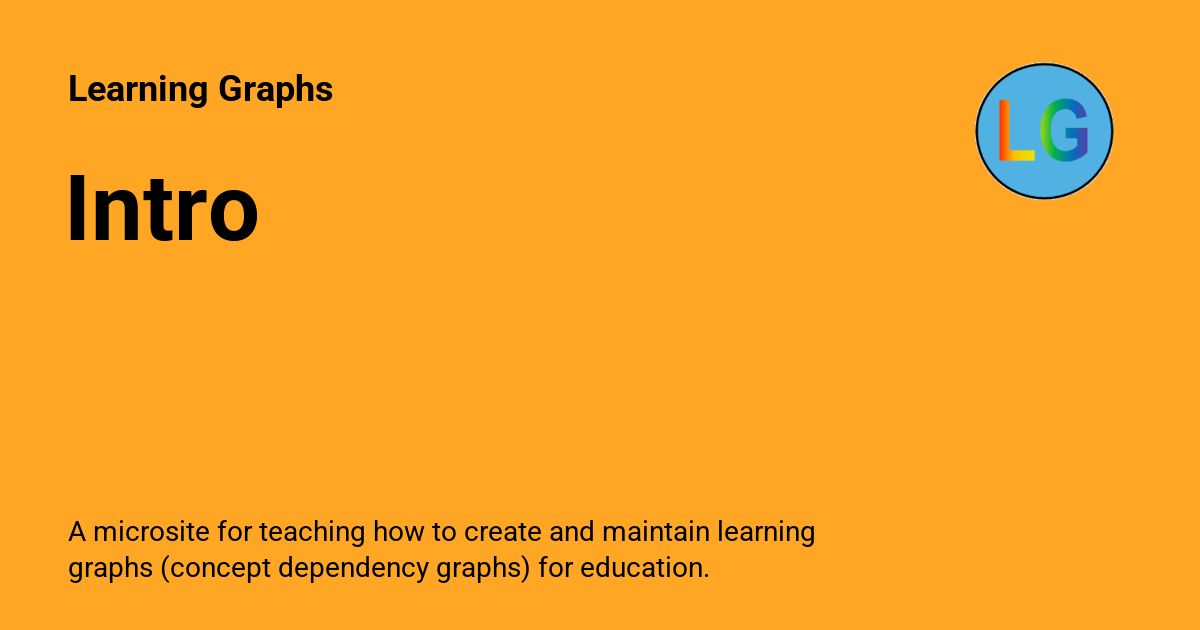 Learning Graphs
LG
Intro
A microsite for teaching how to create and maintain learning
graphs (concept dependency graphs) for education.